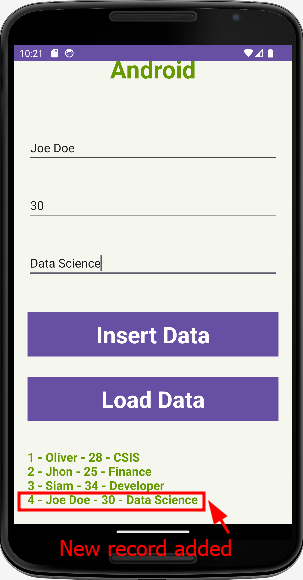 10:21
Android
Joe Doe
30
Data Science
Insert Data
Load Data
1 - Oliver - 28 - CSIS
2 - Jhon - 25 - Finance
3 - Siam - 34 - Developer
4 - Joe Doe - 30 - Data Science
New record added